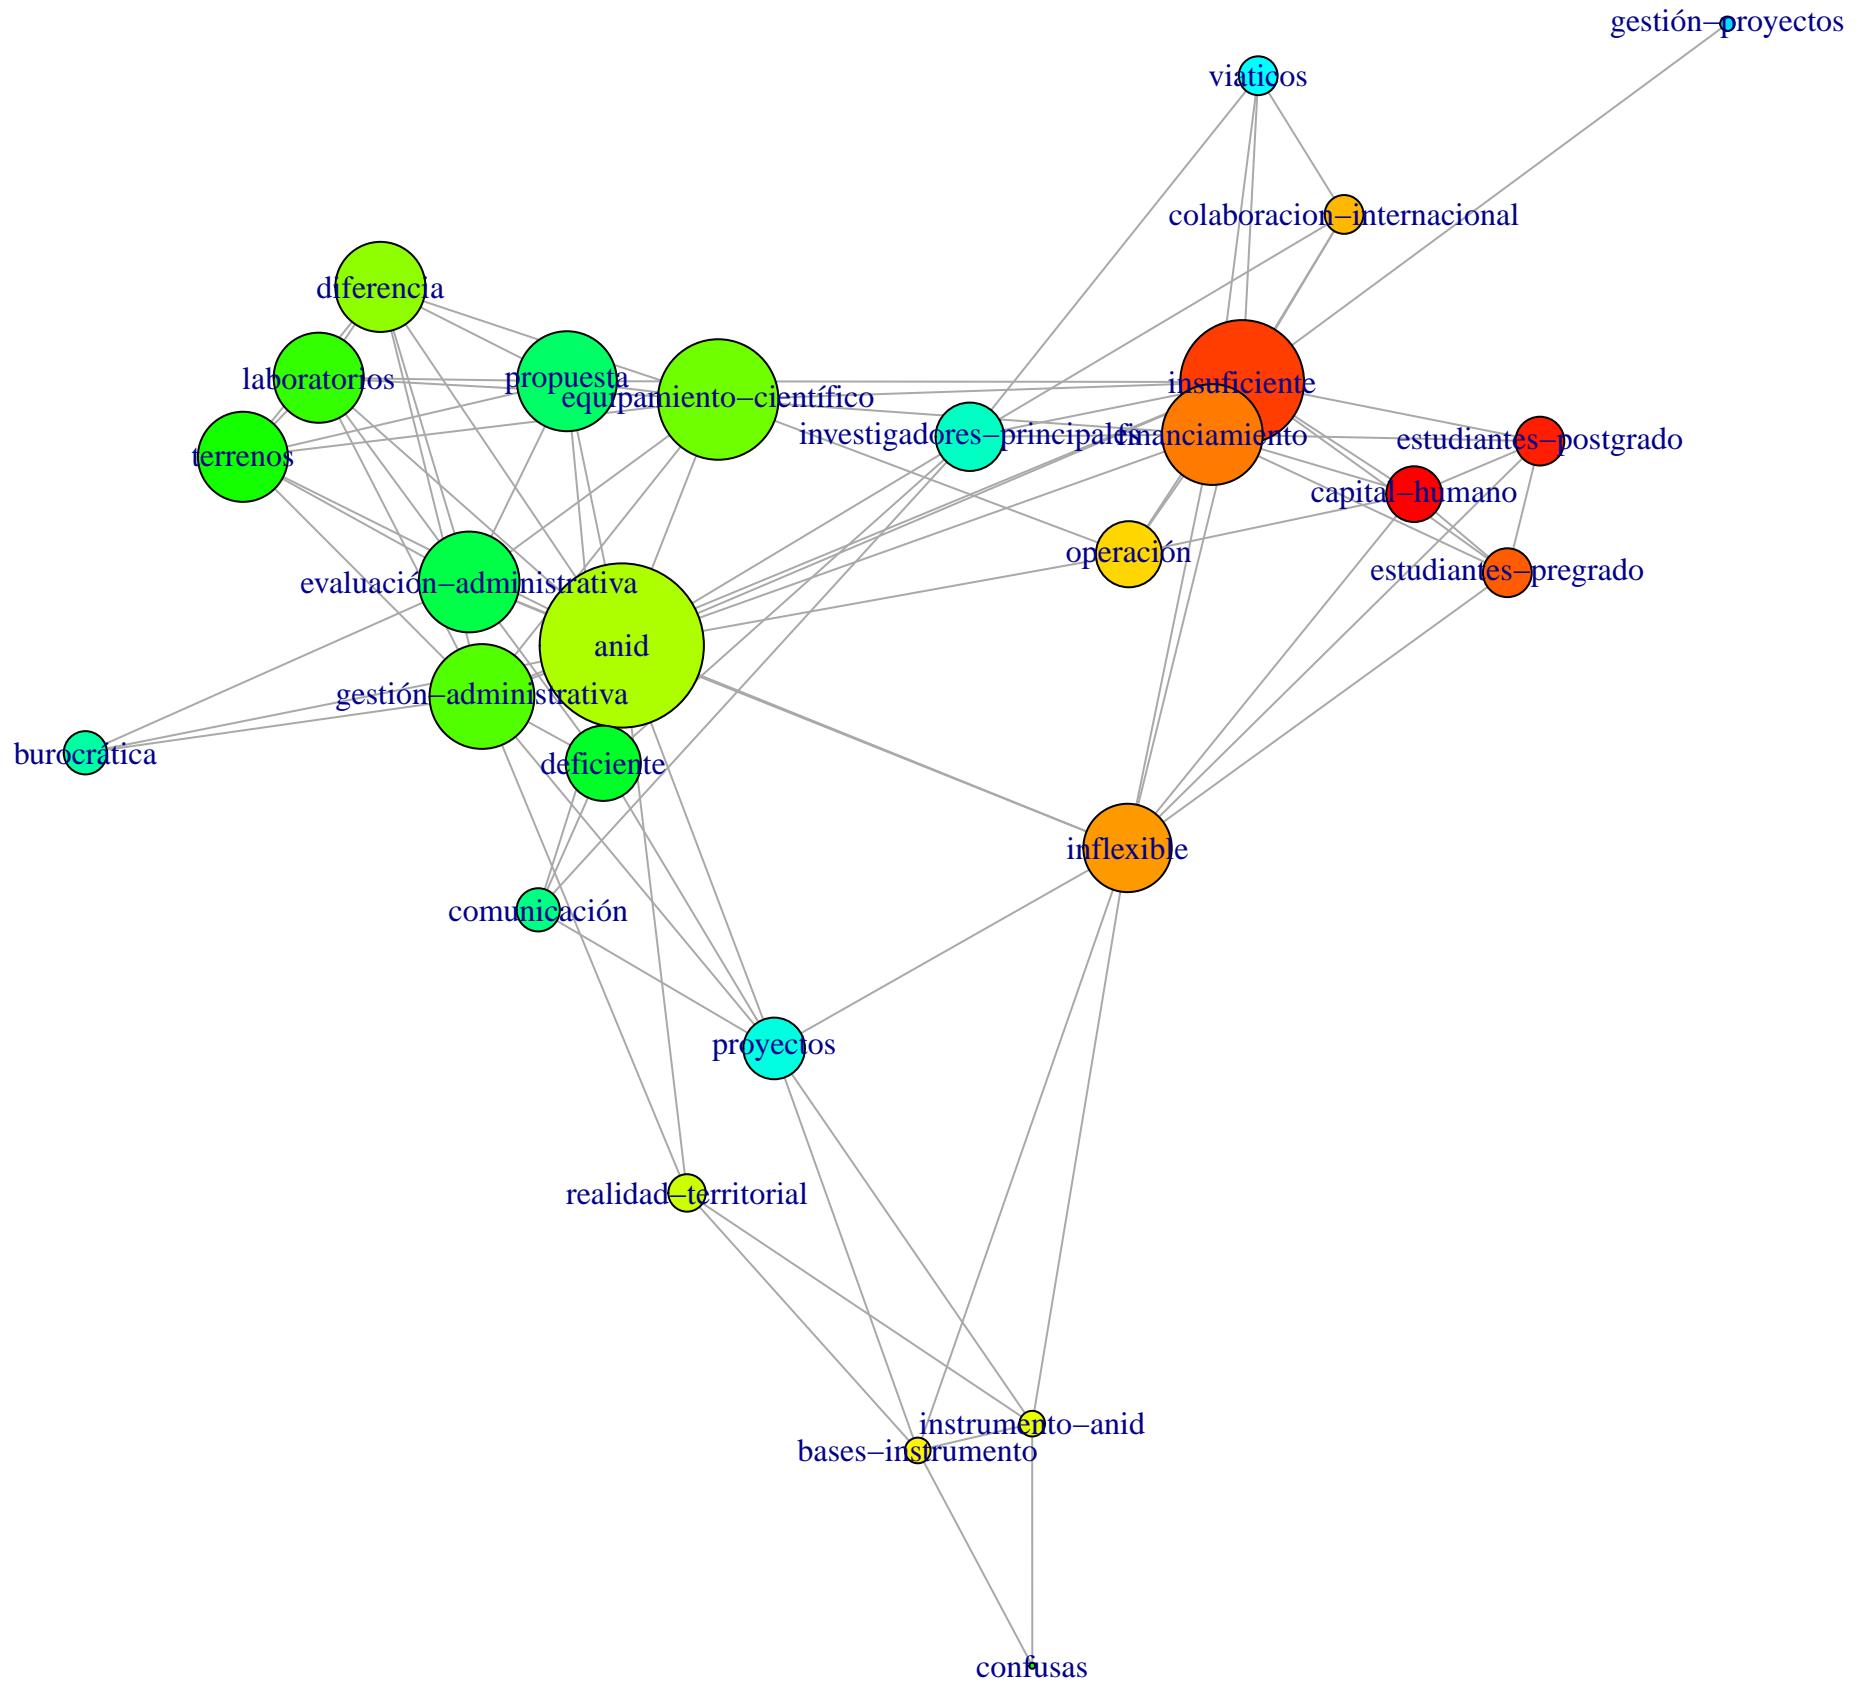 gestión–proyectos
viaticos
colaboracion–internacional
diferencia
laboratorios
propuesta
insuficiente
equipamiento–científico
investigadores–principales
financiamiento
estudiantes–postgrado
terrenos
capital–humano
operación
estudiantes–pregrado
evaluación–administrativa
anid
gestión–administrativa
burocrática
deficiente
inflexible
comunicación
proyectos
realidad–territorial
instrumento–anid
bases–instrumento
confusas